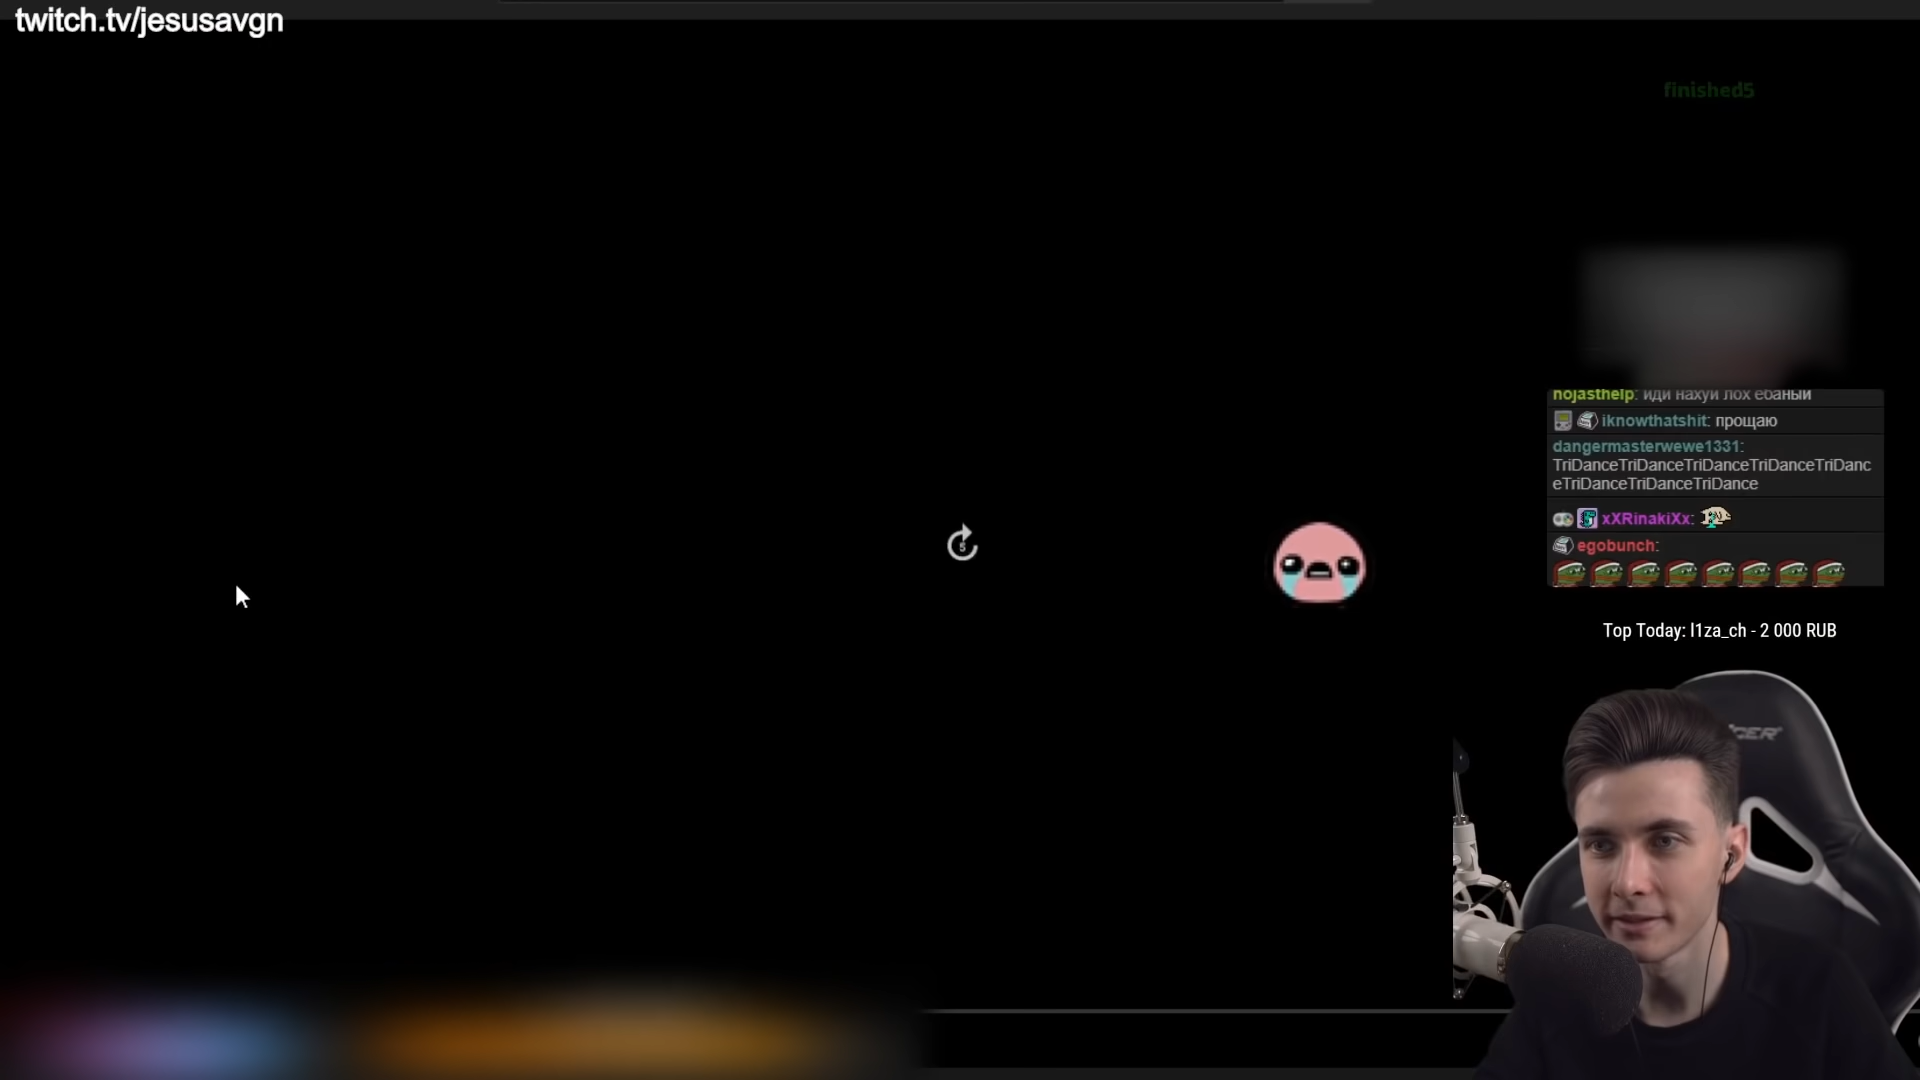 twitch.tv/jesusavgn
finished5
nojasthelp: иди нахуй лох ебаный
iknowthatshit: прощаю
dangermasterwewe1331:
TriDanceTriDanceTriDanceTriDanceTriDanc
eTriDanceTriDanceTriDance
xXRinakiXx:
egobunch:
5
Top Today: l1za_ch - 2 000 RUB